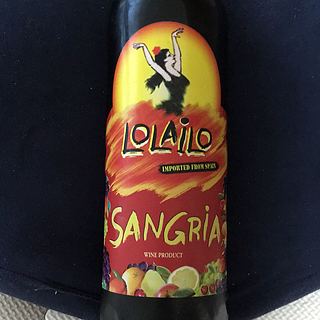 LOLAILO
IMPORTED FROM SPAIN
SANGRIA
WINE PRODUCT